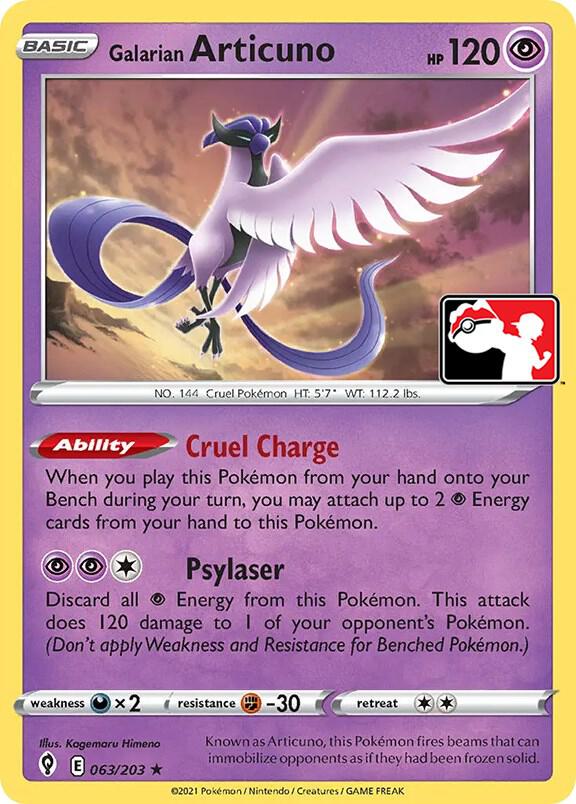 BASIC Galarian Articuno HP 120
NO. 144 Cruel Pokémon HT: 5'7" WT: 112.2 lbs.
Ability Cruel Charge
When you play this Pokémon from your hand onto your
Bench during your turn, you may attach up to 2 Energy
cards from your hand to this Pokémon.
Psylaser
Discard all Energy from this Pokémon. This attack
does 120 damage to 1 of your opponent's Pokémon.
(Don't apply Weakness and Resistance for Benched Pokémon.)
weakness ×2 resistance -30 retreat
Illus. Kagemaru Himeno
Known as Articuno, this Pokémon fires beams that can
immobilize opponents as if they had been frozen solid.
E 063/203 ★
©2021 Pokémon / Nintendo / Creatures / GAME FREAK